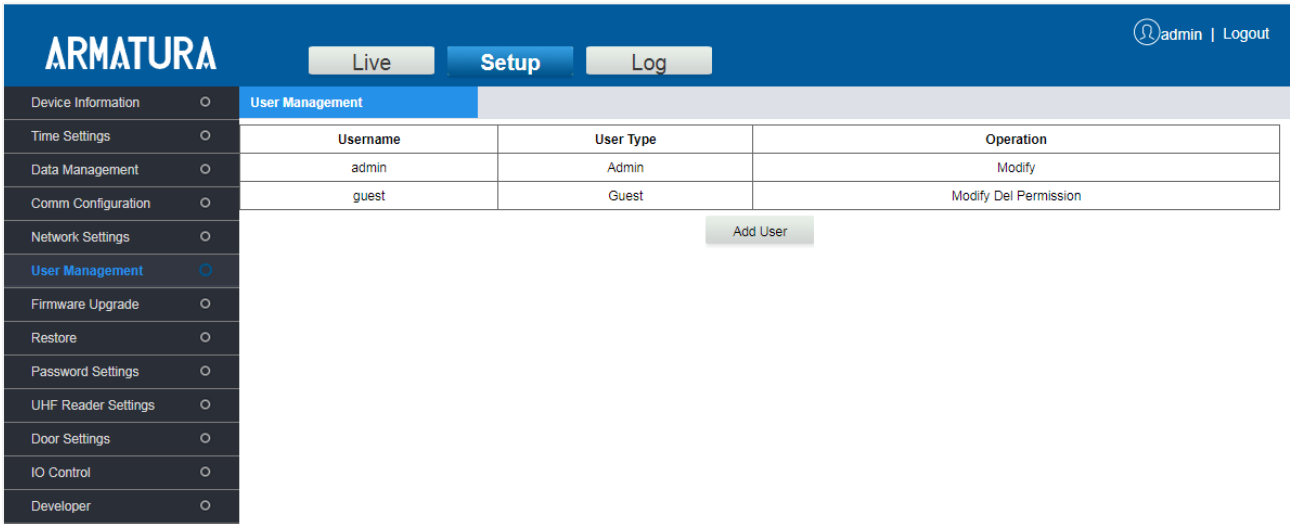 admin | Logout
ARMATURA
Live Setup Log
Device Information
Time Settings
Data Management
Comm Configuration
Network Settings
User Management
Firmware Upgrade
Restore
Password Settings
UHF Reader Settings
Door Settings
IO Control
Developer
User Management
Username User Type Operation
admin Admin Modify
guest Guest Modify Del Permission
Add User